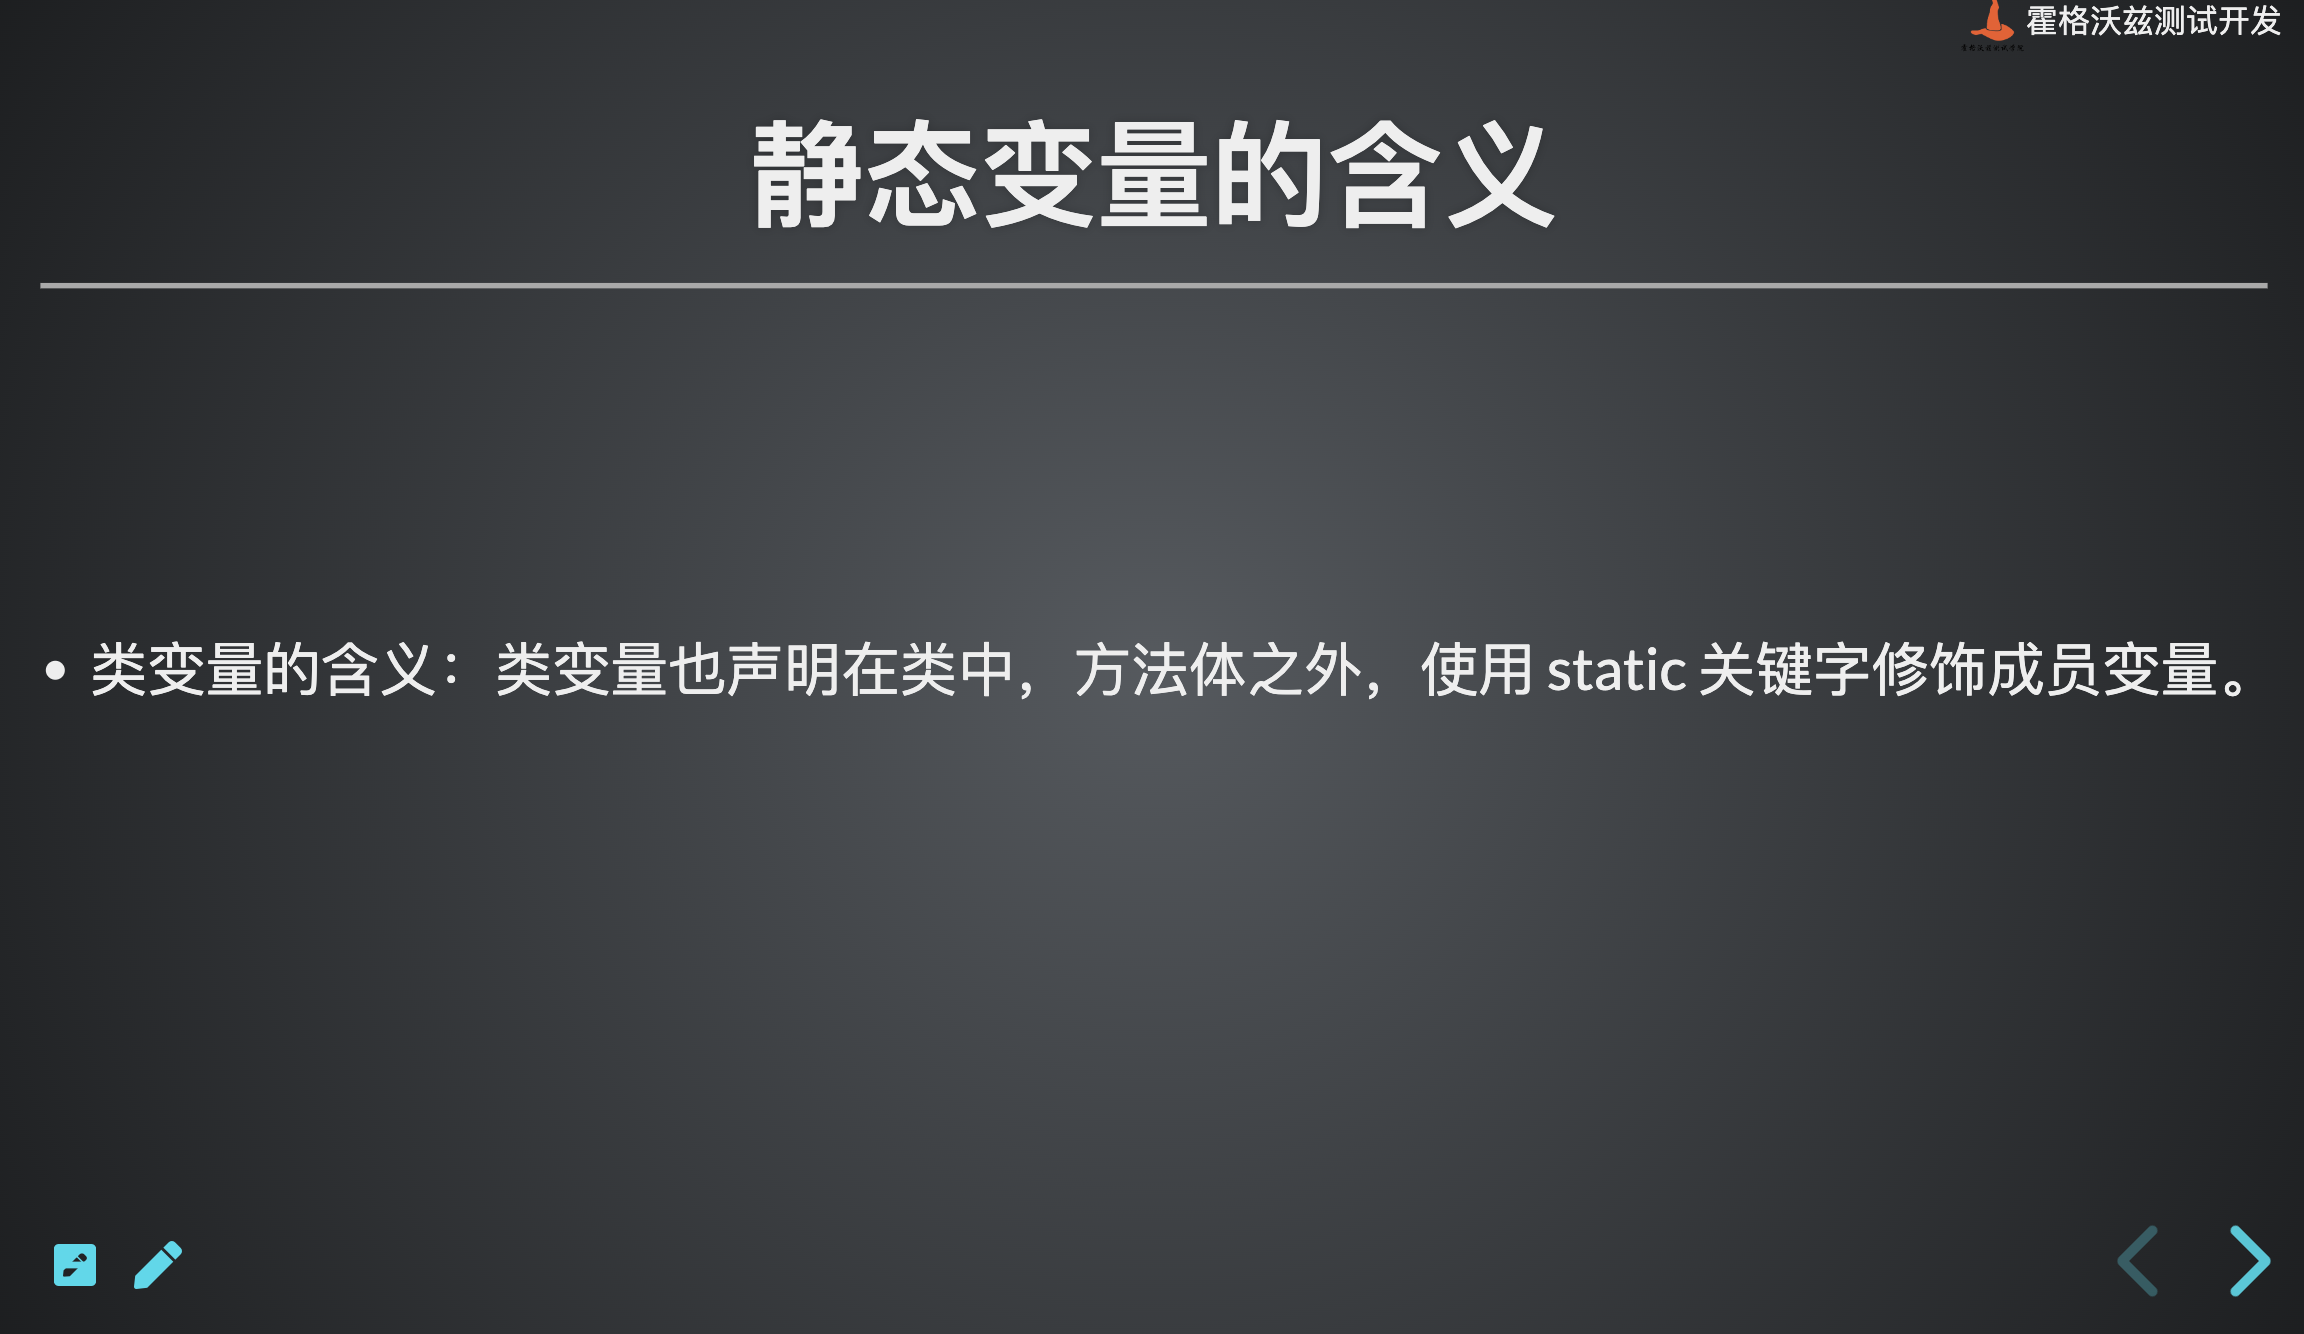 霍格沃兹测试开发
静态变量的含义
• 类变量的含义：类变量也声明在类中，方法体之外，使用 static 关键字修饰成员变量。